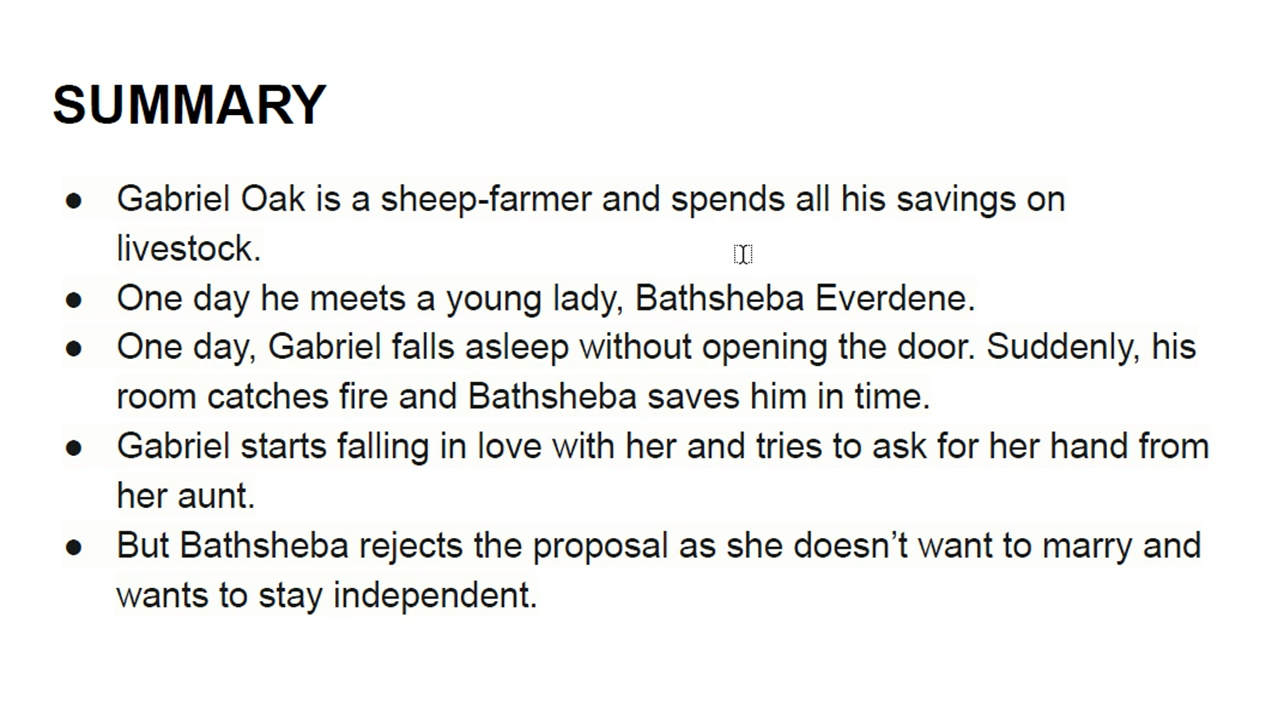 SUMMARY
● Gabriel Oak is a sheep-farmer and spends all his savings on
livestock.
● One day he meets a young lady, Bathsheba Everdene.
● One day, Gabriel falls asleep without opening the door. Suddenly, his
room catches fire and Bathsheba saves him in time.
● Gabriel starts falling in love with her and tries to ask for her hand from
her aunt.
● But Bathsheba rejects the proposal as she doesn’t want to marry and
wants to stay independent.